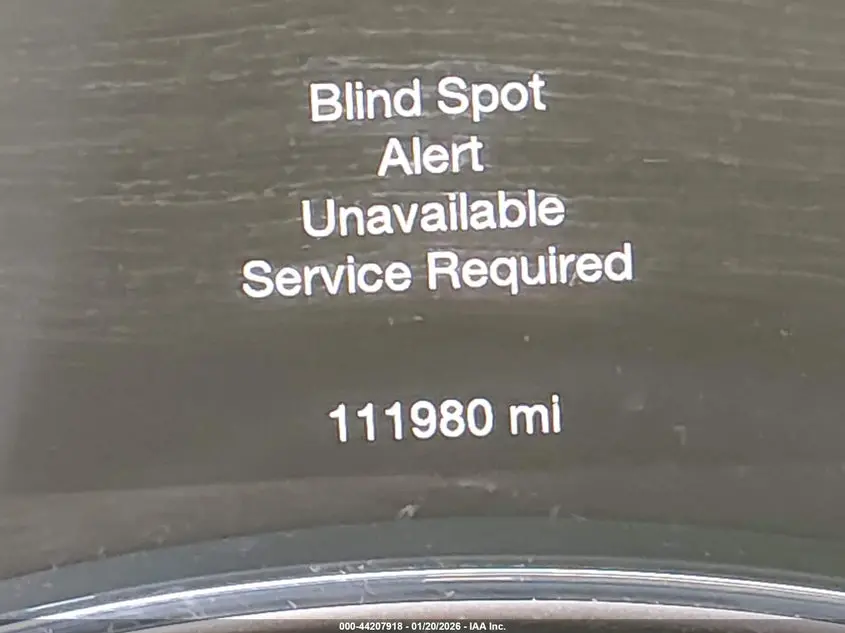 Blind Spot
Alert
Unavailable
Service Required
111980 mi
000-44207918 - 01/20/2026 - IAA Inc.